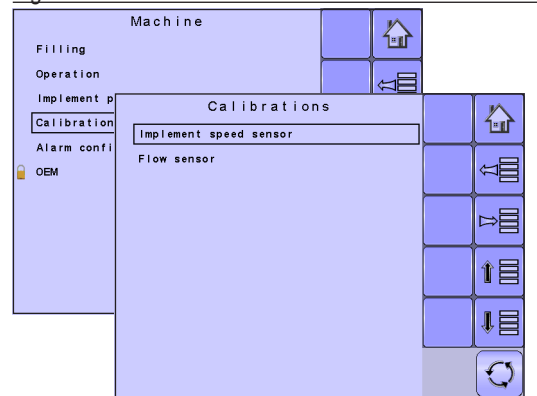 Machine
Filling
Operation
Implement p
Calibration
Alarm confi
OEM
Calibrations
Implement speed sensor
Flow sensor